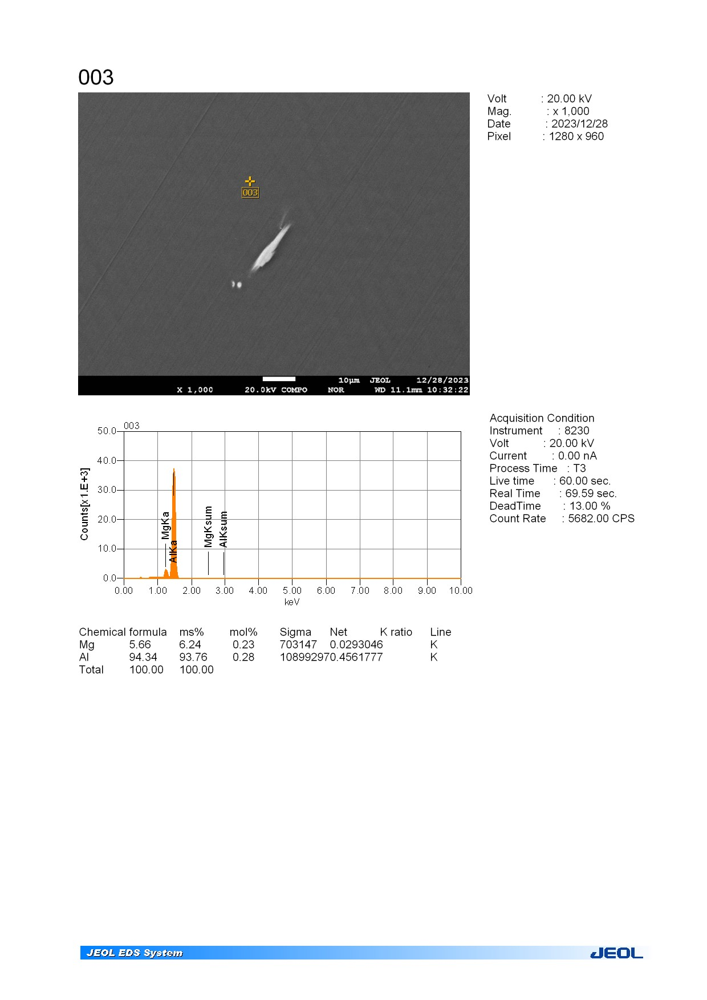 003
Volt : 20.00 kV
Mag. : x 1,000
Date : 2023/12/28
Pixel : 1280 x 960
003
10µm JEOL 12/28/2023
X 1,000 20.0kV COMPO NOR WD 11.1mm 10:32:22
Acquisition Condition
Instrument : 8230
Volt : 20.00 kV
Current : 0.00 nA
Process Time : T3
Live time : 60.00 sec.
Real Time : 69.59 sec.
DeadTime : 13.00 %
Count Rate : 5682.00 CPS
003
50.0
40.0
30.0
20.0
10.0
0.0
Counts[x 1.E+3]
MgKa
AlKa
MgKsum
AlKsum
0.00 1.00 2.00 3.00 4.00 5.00 6.00 7.00 8.00 9.00 10.00
keV
Chemical formula ms% mol% Sigma Net K ratio Line
Mg 5.66 6.24 0.23 703147 0.0293046 K
Al 94.34 93.76 0.28 108992970.4561777 K
Total 100.00 100.00
JEOL EDS System JEOL